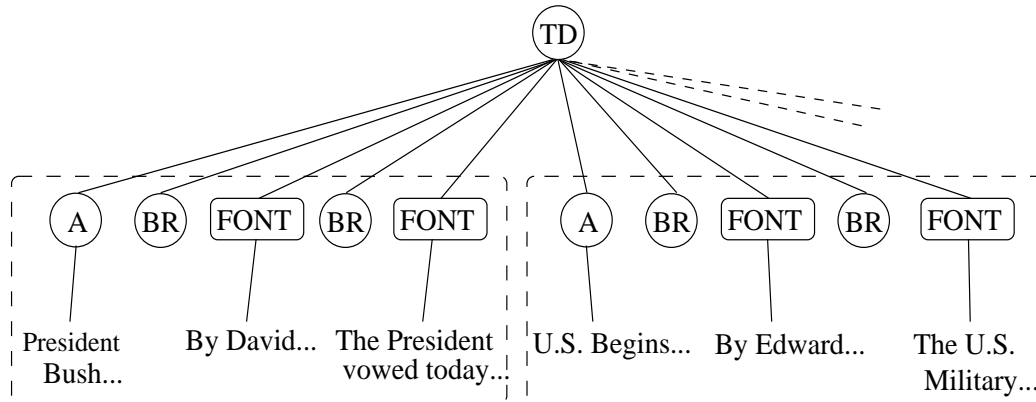 TD
A BR FONT BR FONT A BR FONT BR FONT
President Bush... By David... The President vowed today... U.S. Begins... By Edward... The U.S. Military...